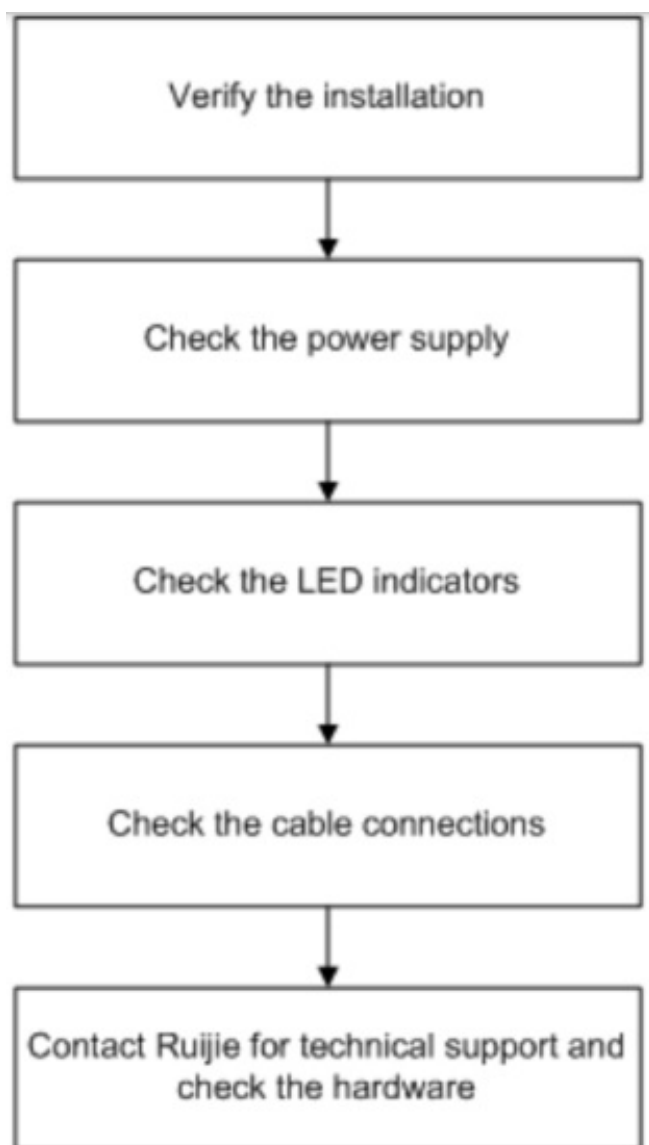 Verify the installation
Check the power supply
Check the LED indicators
Check the cable connections
Contact Ruijie for technical support and
check the hardware